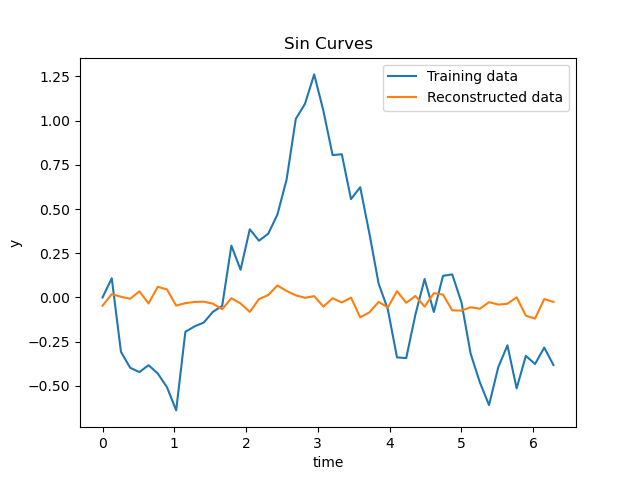 Sin Curves
Training data
Reconstructed data
1.25
1.00
0.75
0.50
0.25
0.00
−0.25
−0.50
y
0 1 2 3 4 5 6
time